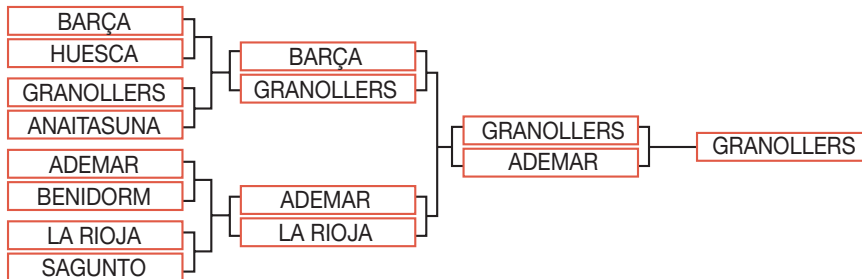 BARÇA
HUESCA
GRANOLLERS
ANAITASUNA
ADEMAR
BENIDORM
LA RIOJA
SAGUNTO
BARÇA
GRANOLLERS
ADEMAR
LA RIOJA
GRANOLLERS
ADEMAR
GRANOLLERS